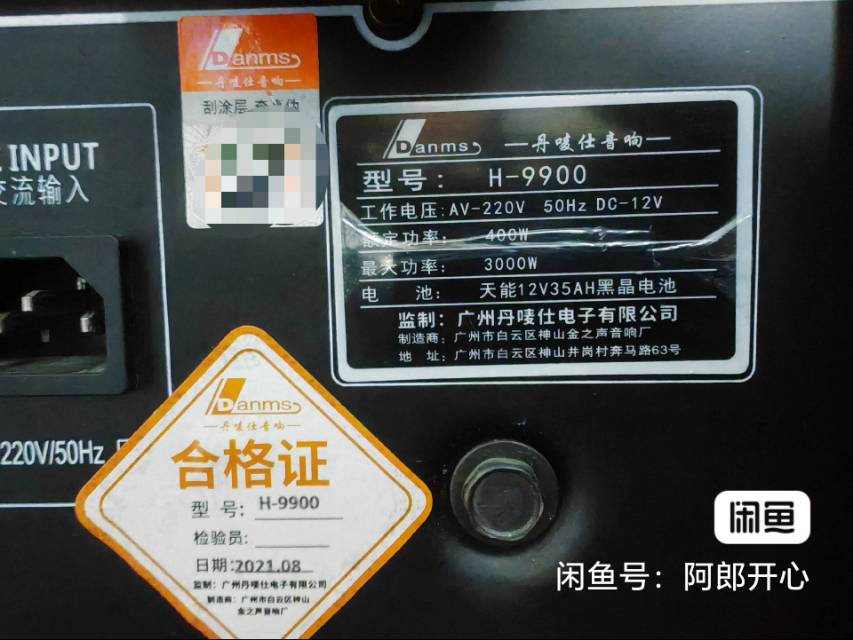 Danms
—丹唛仕音响—
刮涂层
INPUT
交流输入
220V/50Hz
Danms —丹唛仕音响—
型号: H-9900
工作电压:AV-220V 50Hz DC-12V
额定功率: 400W
最大功率: 3000W
电 池: 天能12V35AH黑晶电池
监制:广州丹唛仕电子有限公司
制造商:广州市白云区神山金之声音响厂
地 址:广州市白云区神山井岗村奔马路63号
Danms
—丹唛仕音响—
合格证
型 号: H-9900
检验员:
日期:2021.08
监制:广州丹唛仕电子有限公司
制造商:广州市白云区神山
金之声音响厂
闲鱼
闲鱼号：阿郎开心